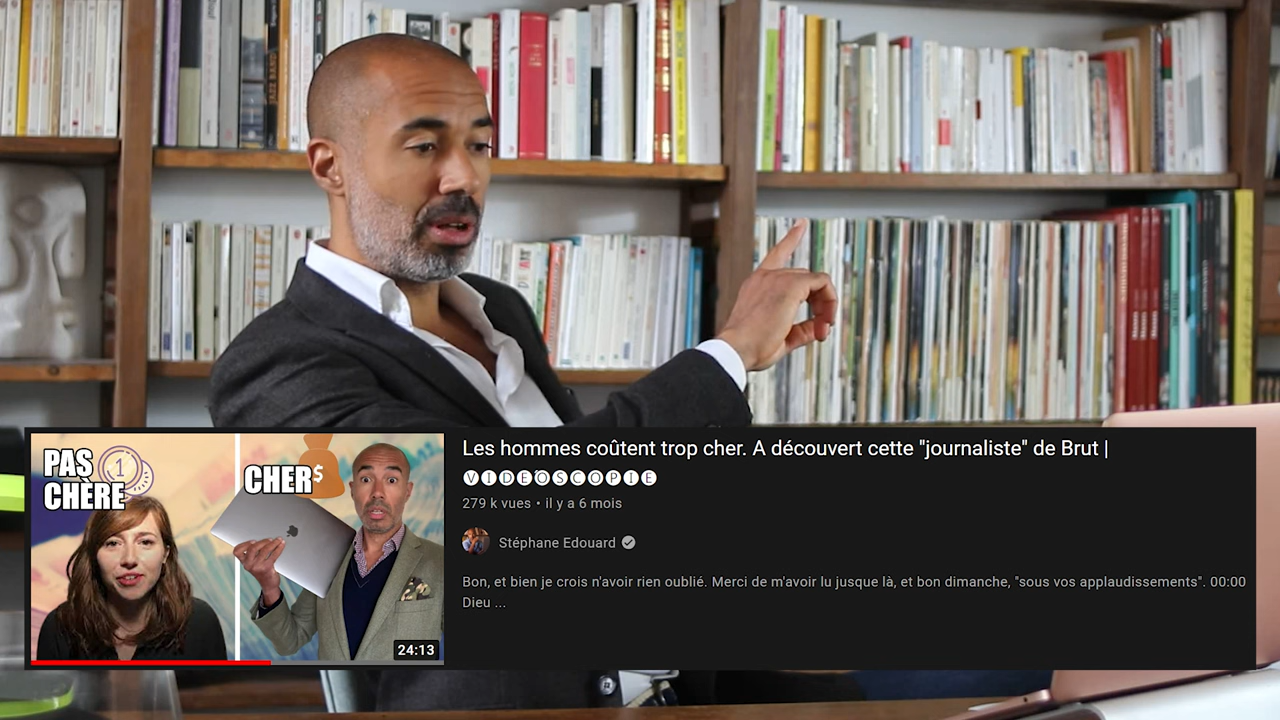 Les hommes coûtent trop cher. A découvert cette "journaliste" de Brut |
ⓋⒾⒹⒺ́ⓄⓈⒸⓄⓅⒾⒺ
279 k vues • il y a 6 mois
Stéphane Edouard
Bon, et bien je crois n'avoir rien oublié. Merci de m'avoir lu jusque là, et bon dimanche, "sous vos applaudissements". 00:00
Dieu ...
PAS
CHÈRE
1
CHER$
24:13